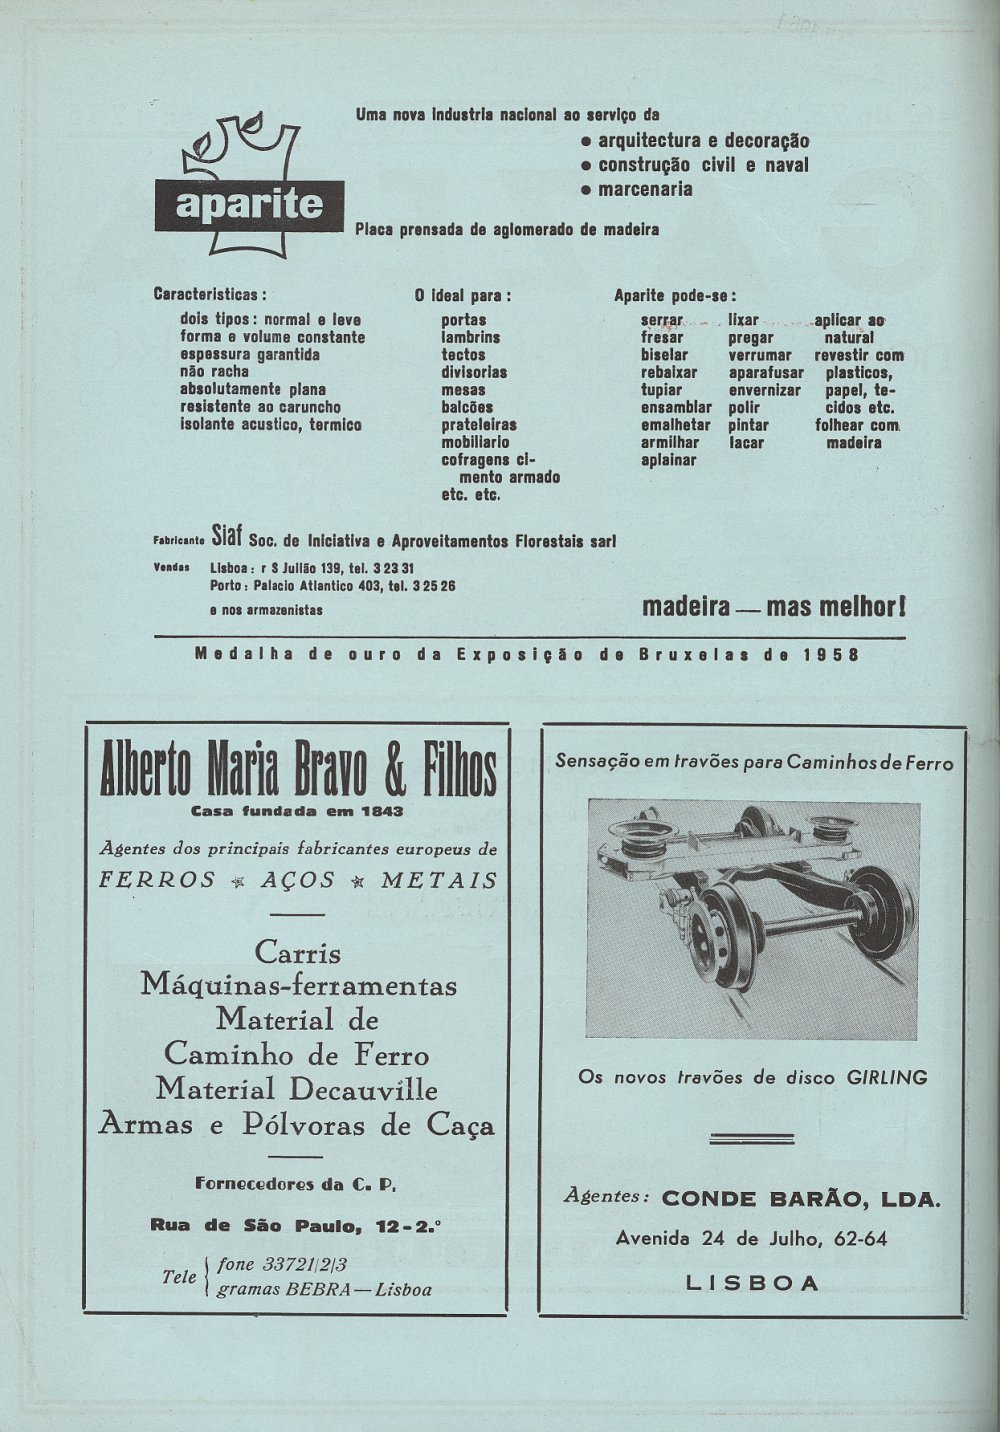 Uma nova industria nacional ao serviço da
● arquitectura e decoração
● construção civil e naval
● marcenaria
aparite
Placa prensada de aglomerado de madeira
Caracteristicas :
dois tipos : normal e leve
forma e volume constante
espessura garantida
não racha
absolutamente plana
resistente ao caruncho
isolante acustico, termico
O ideal para :
portas
lambrins
tectos
divisorias
mesas
balcões
prateleiras
mobiliario
cofragens ci-
mento armado
etc. etc.
Aparite pode-se :
serrar
fresar
biselar
rebaixar
tupiar
ensamblar
emalhetar
armilhar
aplainar
lixar
pregar
verrumar
aparafusar
envernizar
polir
pintar
lacar
aplicar ao
natural
revestir com
plasticos,
papel, te-
cidos etc.
folhear com
madeira
Fabricante Siaf Soc. de Iniciativa e Aproveitamentos Florestais sarl
Vendas Lisboa : r S Julião 139, tel. 3 23 31
Porto : Palacio Atlantico 403, tel. 3 25 26
e nos armazenistas
madeira — mas melhor!
Medalha de ouro da Exposição de Bruxelas de 1958
Alberto Maria Bravo & Filhos
Casa fundada em 1843
Agentes dos principais fabricantes europeus de
FERROS ★ AÇOS ★ METAIS
Carris
Máquinas-ferramentas
Material de
Caminho de Ferro
Material Decauville
Armas e Pólvoras de Caça
Fornecedores da C. P.
Rua de São Paulo, 12-2.º
Tele { fone 33721/2/3
gramas BEBRA — Lisboa
Sensação em travões para Caminhos de Ferro
Os novos travões de disco GIRLING
Agentes : CONDE BARÃO, LDA.
Avenida 24 de Julho, 62-64
LISBOA